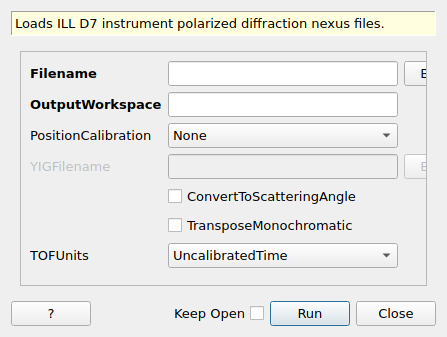 Loads ILL D7 instrument polarized diffraction nexus files.
Filename
OutputWorkspace
PositionCalibration None
YIGFilename
ConvertToScatteringAngle
TransposeMonochromatic
TOFUnits UncalibratedTime
? Keep Open Run Close